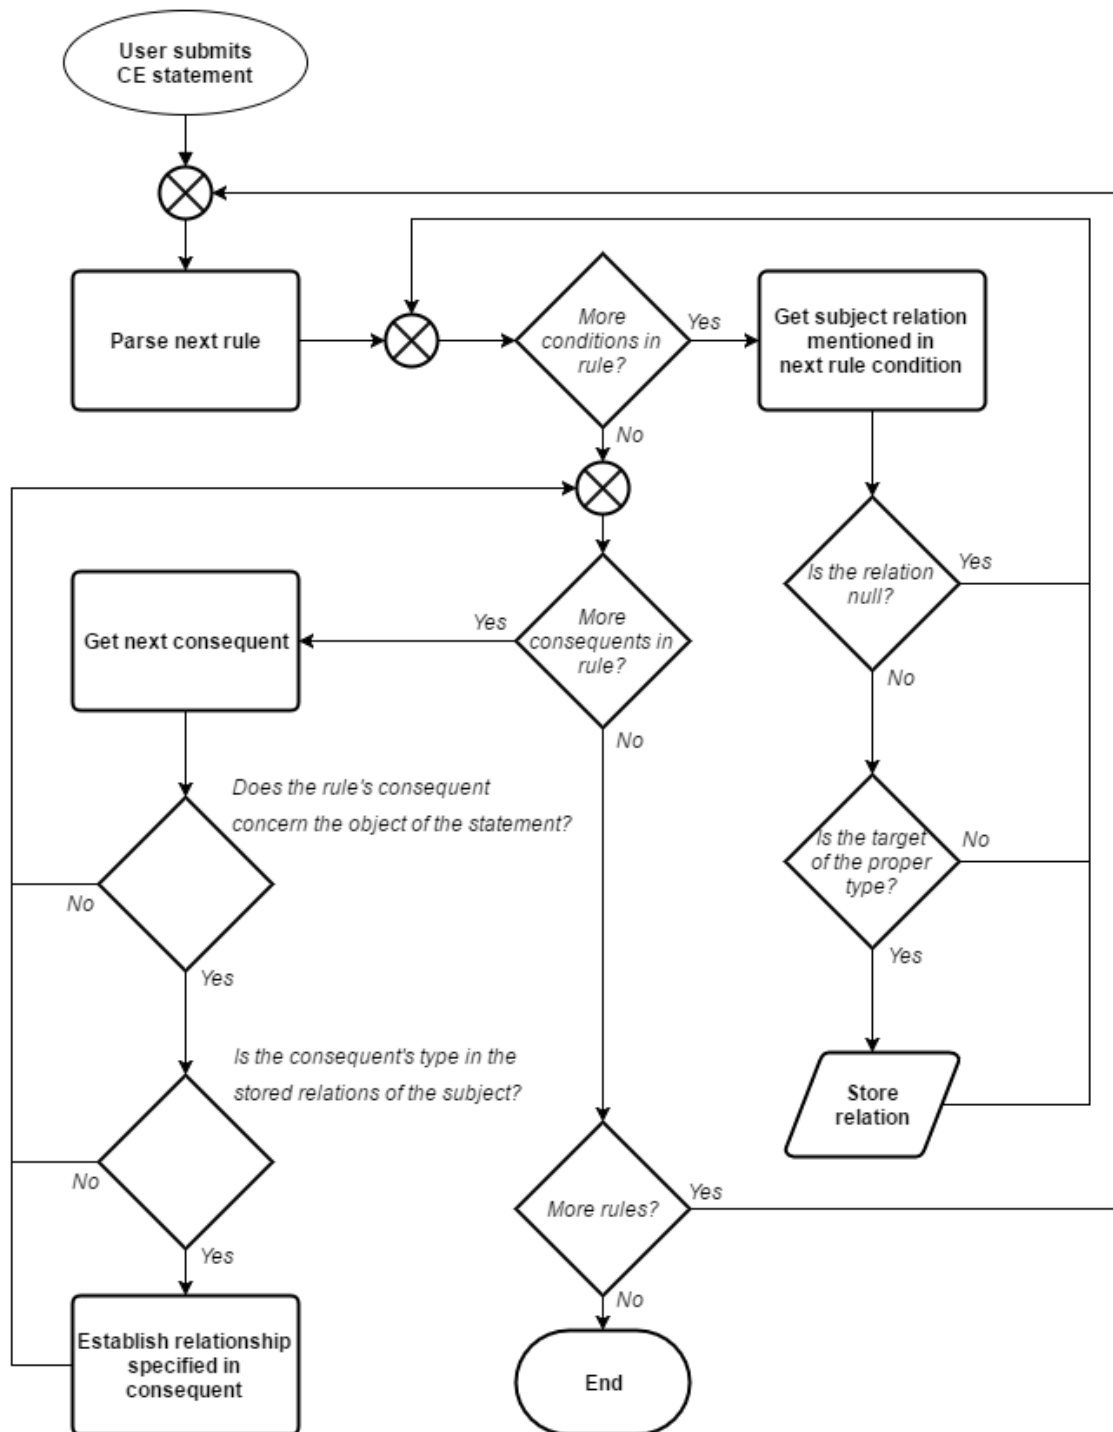 User submits
CE statement
Parse next rule
More
conditions in
rule?
Yes
Get subject relation
mentioned in
next rule condition
No
Is the relation
null?
Yes
No
Get next consequent
Yes
More
consequents in
rule?
No
Does the rule's consequent
concern the object of the statement?
No
Yes
Is the target
of the proper
type?
No
Yes
Is the consequent's type in the
stored relations of the subject?
No
Yes
Store
relation
More rules?
Yes
No
Establish relationship
specified in
consequent
End